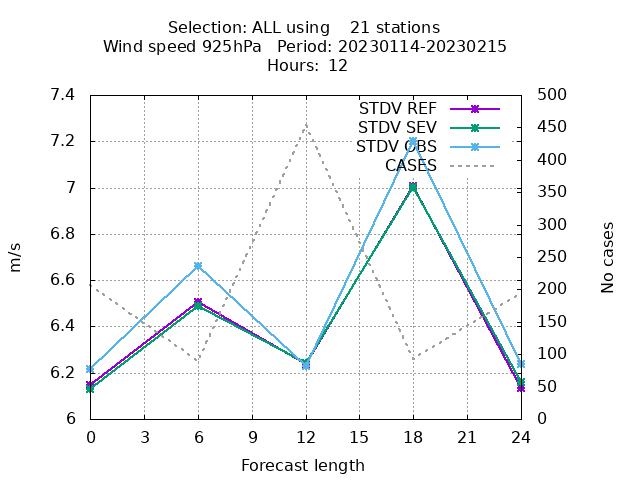 Selection: ALL using    21 stations
Wind speed 925hPa   Period: 20230114-20230215
Hours:  12
7.4
7.2
7
6.8
6.6
6.4
6.2
6
m/s
500
450
400
350
300
250
200
150
100
50
0
No cases
STDV REF
STDV SEV
STDV OBS
CASES
0 3 6 9 12 15 18 21 24
Forecast length